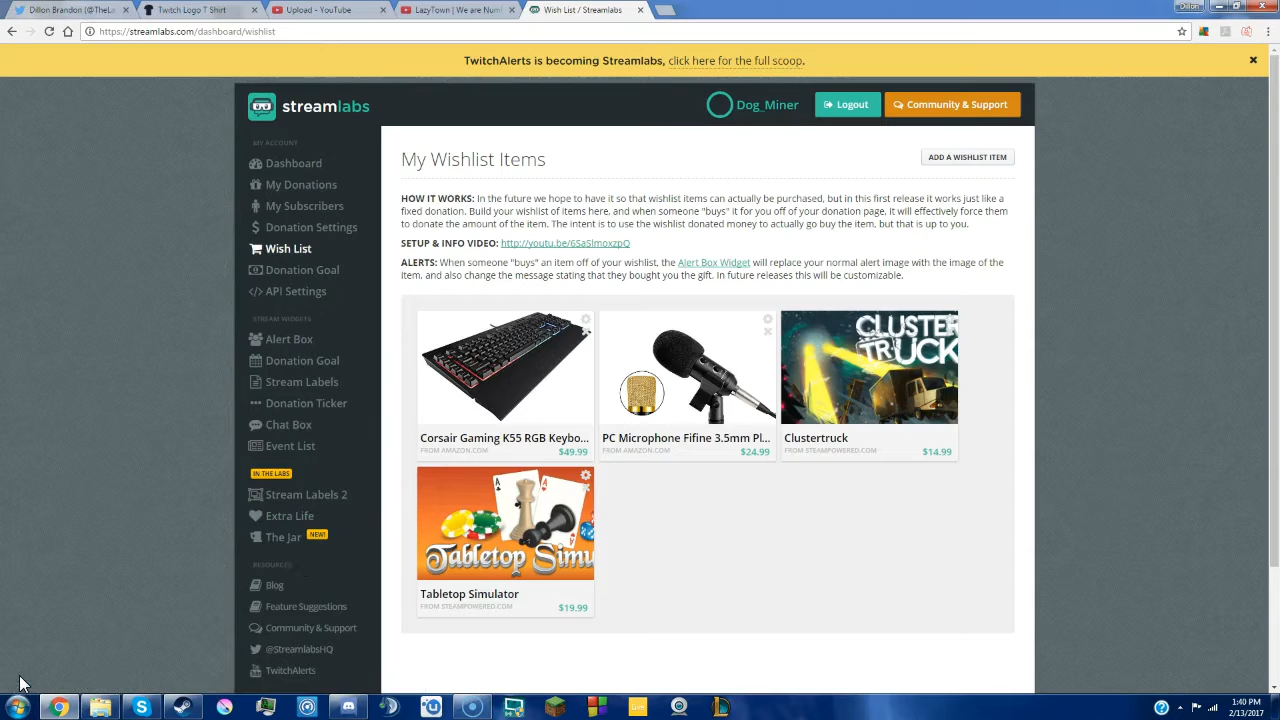 Dillon Brandon (@TheLa
Twitch Logo T Shirt
Upload - YouTube
LazyTown | We are Num
Wish List / Streamlabs
Dillon
https://streamlabs.com/dashboard/wishlist
TwitchAlerts is becoming Streamlabs, click here for the full scoop.
streamlabs
Dog_Miner
Logout
Community & Support
MY ACCOUNT
Dashboard
My Donations
My Subscribers
Donation Settings
Wish List
Donation Goal
API Settings
STREAM WIDGETS
Alert Box
Donation Goal
Stream Labels
Donation Ticker
Chat Box
Event List
IN THE LABS
Stream Labels 2
Extra Life
The Jar NEW!
RESOURCES
Blog
Feature Suggestions
Community & Support
@StreamlabsHQ
TwitchAlerts
My Wishlist Items
ADD A WISHLIST ITEM
HOW IT WORKS: In the future we hope to have it so that wishlist items can actually be purchased, but in this first release it works just like a
fixed donation. Build your wishlist of items here, and when someone "buys" it for you off of your donation page, it will effectively force them
to donate the amount of the item. The intent is to use the wishlist donated money to actually go buy the item, but that is up to you.
SETUP & INFO VIDEO: http://youtu.be/6SaSlmoxzpQ
ALERTS: When someone "buys" an item off of your wishlist, the Alert Box Widget will replace your normal alert image with the image of the
item, and also change the message stating that they bought you the gift. In future releases this will be customizable.
Corsair Gaming K55 RGB Keybo...
FROM AMAZON.COM
$49.99
PC Microphone Fifine 3.5mm Pl...
FROM AMAZON.COM
$24.99
CLUSTER
TRUCK
Clustertruck
FROM STEAMPOWERED.COM
$14.99
Tabletop Simu
Tabletop Simulator
FROM STEAMPOWERED.COM
$19.99
1:40 PM
2/13/2017